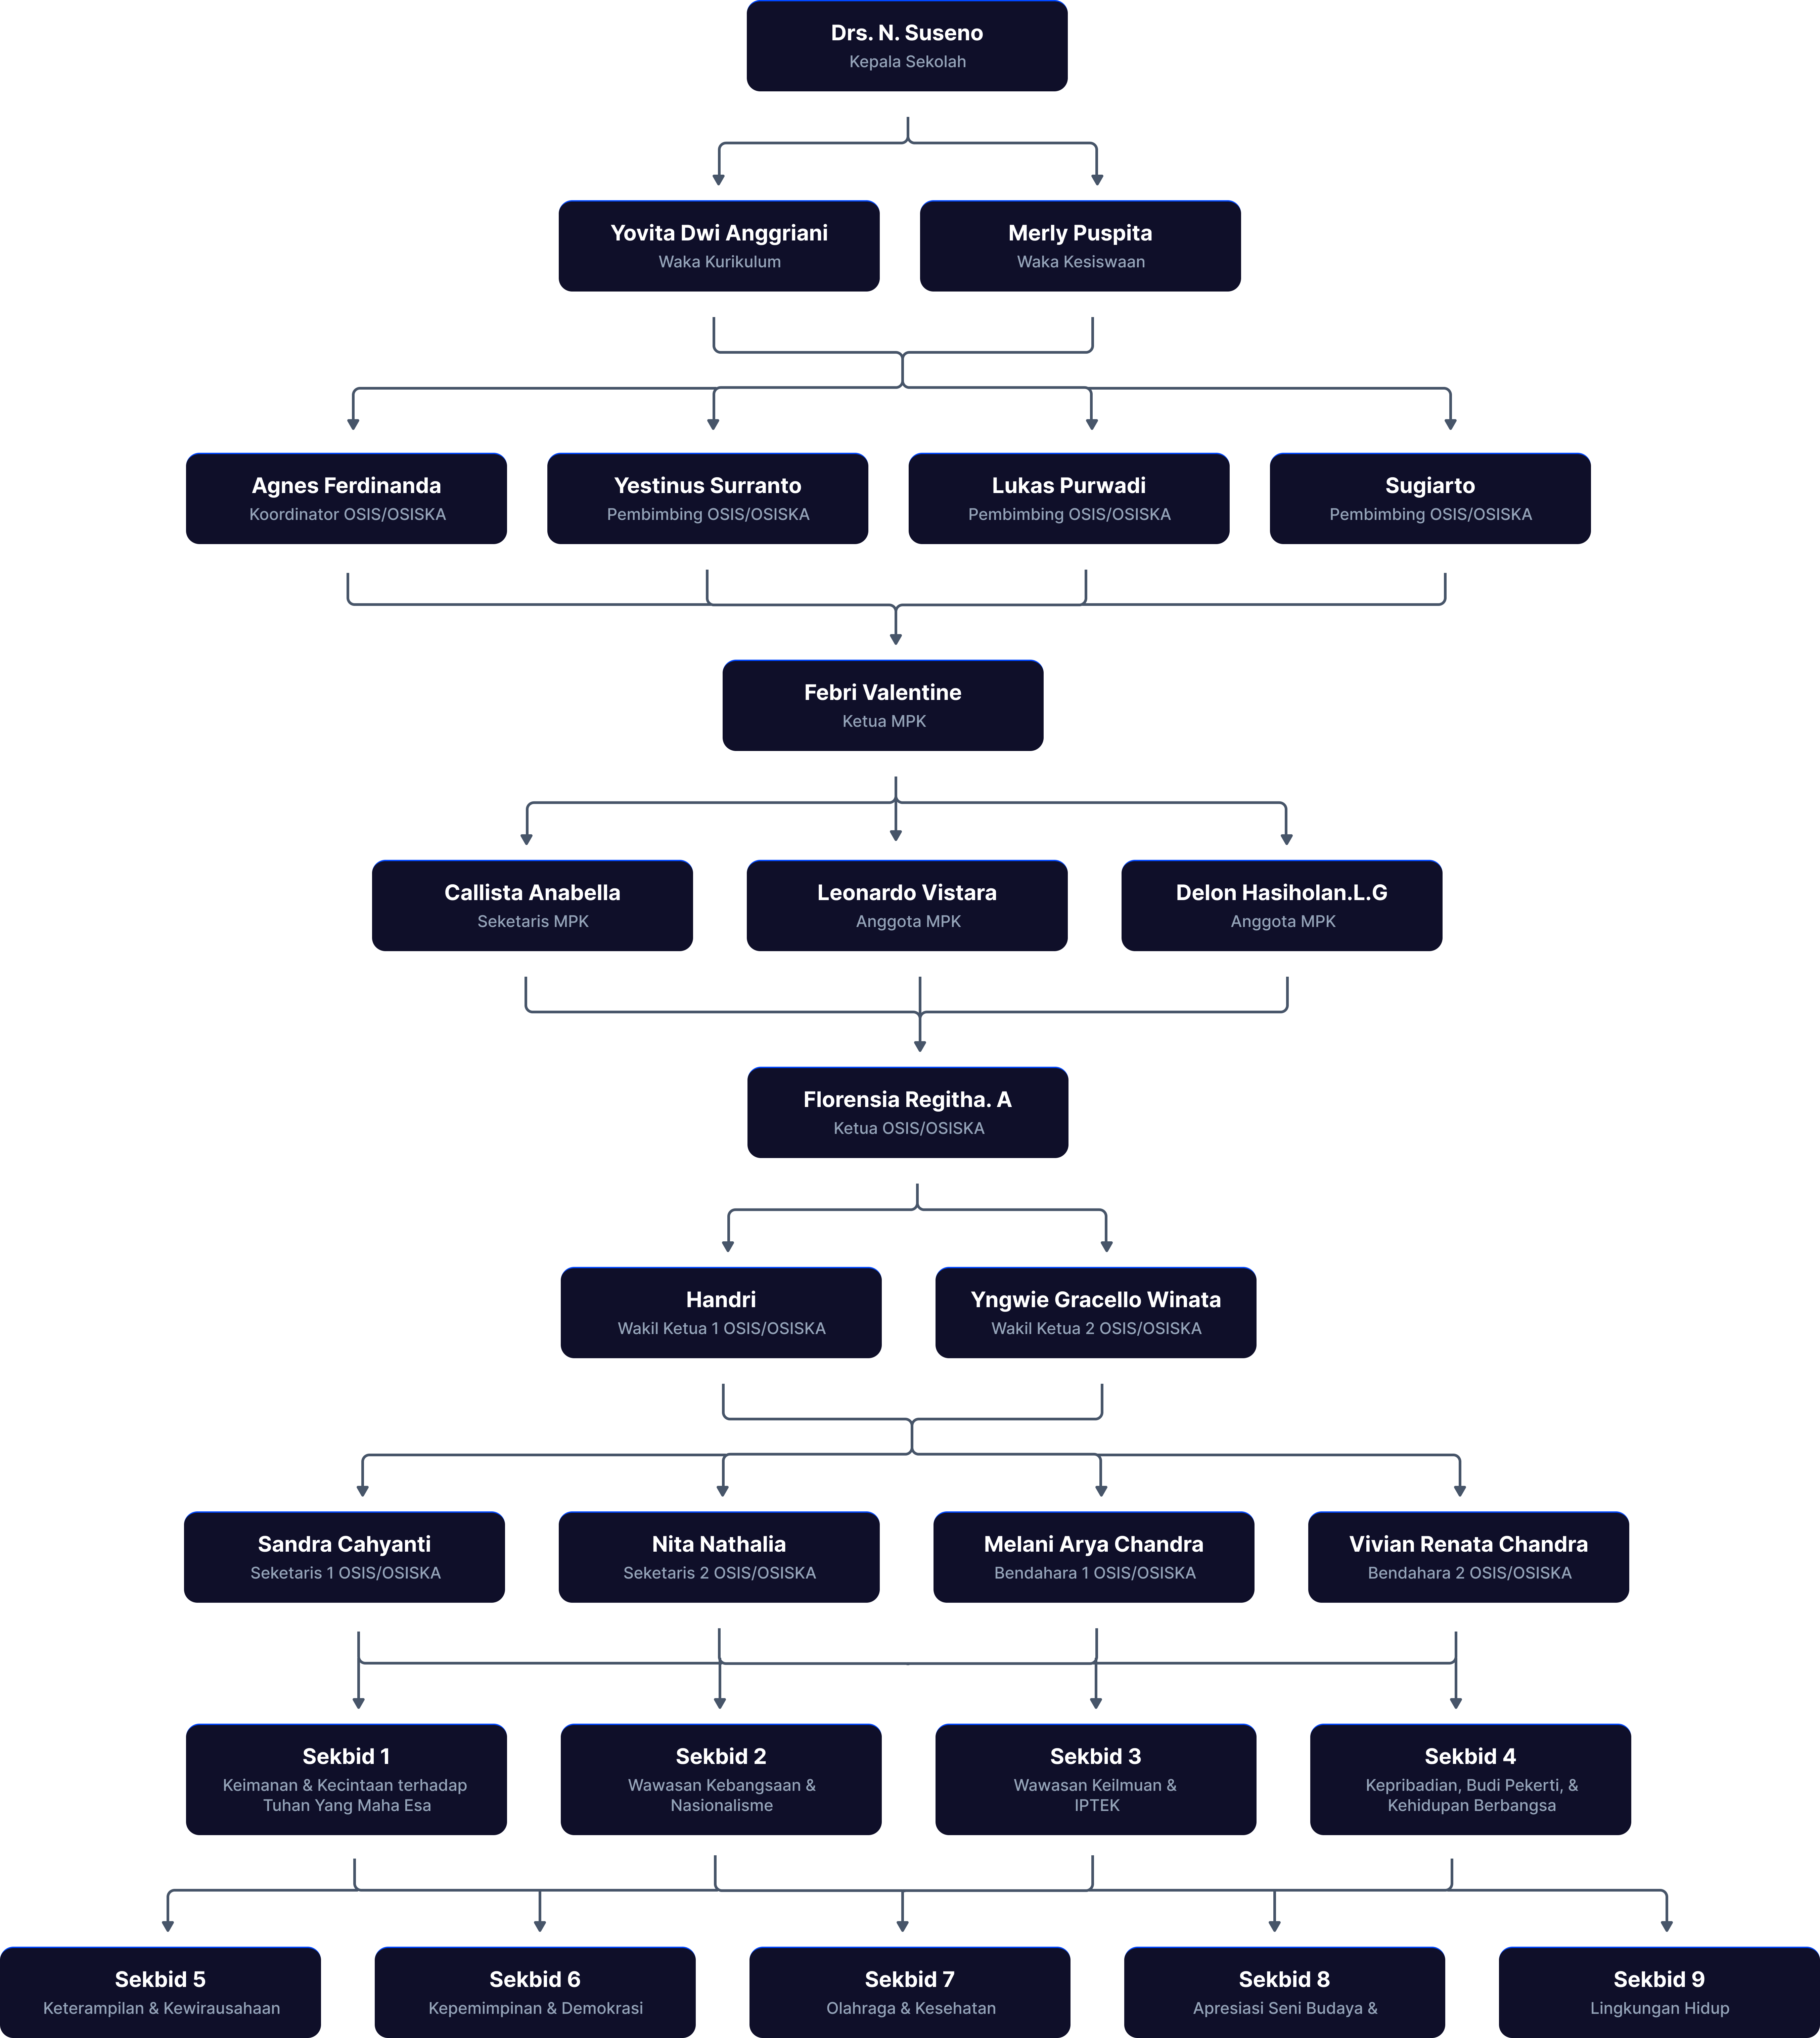 Drs. N. Suseno
Kepala Sekolah
Yovita Dwi Anggriani
Waka Kurikulum
Merly Puspita
Waka Kesiswaan
Agnes Ferdinanda
Koordinator OSIS/OSISKA
Yestinus Surranto
Pembimbing OSIS/OSISKA
Lukas Purwadi
Pembimbing OSIS/OSISKA
Sugiarto
Pembimbing OSIS/OSISKA
Febri Valentine
Ketua MPK
Callista Anabella
Seketaris MPK
Leonardo Vistara
Anggota MPK
Delon Hasiholan.L.G
Anggota MPK
Florensia Regitha. A
Ketua OSIS/OSISKA
Handri
Wakil Ketua 1 OSIS/OSISKA
Yngwie Gracello Winata
Wakil Ketua 2 OSIS/OSISKA
Sandra Cahyanti
Seketaris 1 OSIS/OSISKA
Nita Nathalia
Seketaris 2 OSIS/OSISKA
Melani Arya Chandra
Bendahara 1 OSIS/OSISKA
Vivian Renata Chandra
Bendahara 2 OSIS/OSISKA
Sekbid 1
Keimanan & Kecintaan terhadap
Tuhan Yang Maha Esa
Sekbid 2
Wawasan Kebangsaan &
Nasionalisme
Sekbid 3
Wawasan Keilmuan &
IPTEK
Sekbid 4
Kepribadian, Budi Pekerti, &
Kehidupan Berbangsa
Sekbid 5
Keterampilan & Kewirausahaan
Sekbid 6
Kepemimpinan & Demokrasi
Sekbid 7
Olahraga & Kesehatan
Sekbid 8
Apresiasi Seni Budaya &
Sekbid 9
Lingkungan Hidup